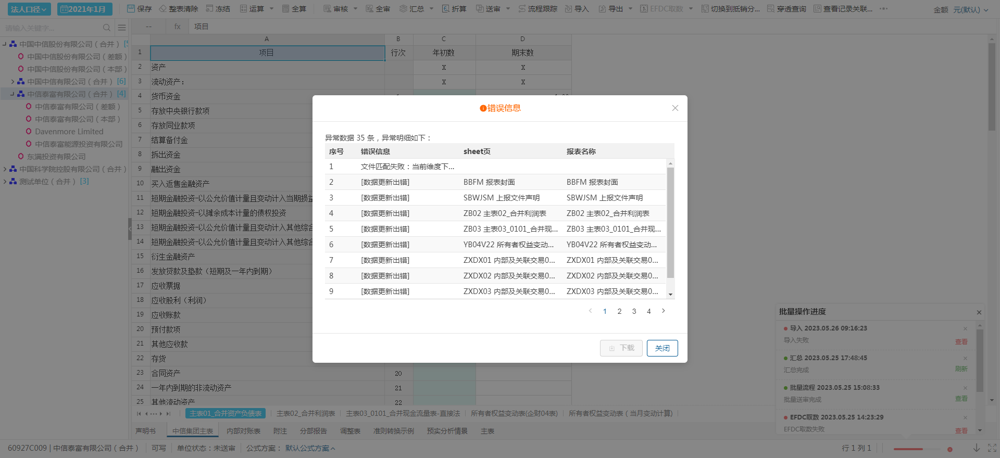 法人口径
2021年1月
保存 整表清除 冻结 运算 全算 审核 全审 汇总 折算 送审 流程跟踪 导入 导出 EFDC取数 切换到抵销分... 穿透查询 查看记录关联... ···
金额 元(默认)
请输入关键字...
-- fx 项目
中国中信股份有限公司（合并）
中国中信股份有限公司（差额）
中国中信股份有限公司（本部）
中国中信有限公司（合并） [6]
中信泰富有限公司（合并） [4]
中信泰富有限公司（差额）
中信泰富有限公司（本部）
Davenmore Limited
中信泰富能源投资有限公司
东满投资有限公司
中国科学院控股有限公司（合并）
测试单位（合并） [3]
A B C D
1 项目 行次 年初数 期末数
2 资产 X X
3 流动资产： X X
4 货币资金
5 存放中央银行款项
6 存放同业款项
7 结算备付金
8 拆出资金
9 融出资金
10 买入返售金融资产
11 短期金融投资-以公允价值计量且变动计入当期损益
12 短期金融投资-以摊余成本计量的债权投资
13 短期金融投资-以公允价值计量且变动计入其他综合
14 短期金融投资-以公允价值计量且变动计入其他综合
15 衍生金融资产
16 发放贷款及垫款（短期及一年内到期）
17 应收票据
18 应收股利（利润）
19 应收账款
20 预付款项
21 其他应收款
22 存货
23 合同资产 20
24 一年内到期的非流动资产 21
25 其他流动资产 22
错误信息
异常数据 35 条，异常明细如下：
序号 错误信息 sheet页 报表名称
1 文件匹配失败：当前维度下...
2 [数据更新出错] BBFM 报表封面 BBFM 报表封面
3 [数据更新出错] SBWJSM 上报文件声明 SBWJSM 上报文件声明
4 [数据更新出错] ZB02 主表02_合并利润表 ZB02 主表02_合并利润表
5 [数据更新出错] ZB03 主表03_0101_合并现... ZB03 主表03_0101_合并现...
6 [数据更新出错] YB04V22 所有者权益变动... YB04V22 所有者权益变动...
7 [数据更新出错] ZXDX01 内部及关联交易0... ZXDX01 内部及关联交易0...
8 [数据更新出错] ZXDX02 内部及关联交易0... ZXDX02 内部及关联交易0...
9 [数据更新出错] ZXDX03 内部及关联交易0... ZXDX03 内部及关联交易0...
1 2 3 4
下载 关闭
批量操作进度
导入 2023.05.26 09:16:23
导入失败 查看
汇总 2023.05.25 17:48:45
汇总完成 刷新
批量流程 2023.05.25 15:08:33
批量送审完成 查看
EFDC取数 2023.05.25 14:23:29
EFDC取数失败 查看
主表01_合并资产负债表 主表02_合并利润表 主表03_0101_合并现金流量表-直接法 所有者权益变动表(企财04表) 所有者权益变动表（当月变动计算)
声明书 中信集团主表 内部对账表 附注 分部报告 调整表 准则转换示例 预实分析情景 主表
60927C009 | 中信泰富有限公司（合并） 可写 单位状态：未送审 公式方案： 默认公式方案 行 1 列 1